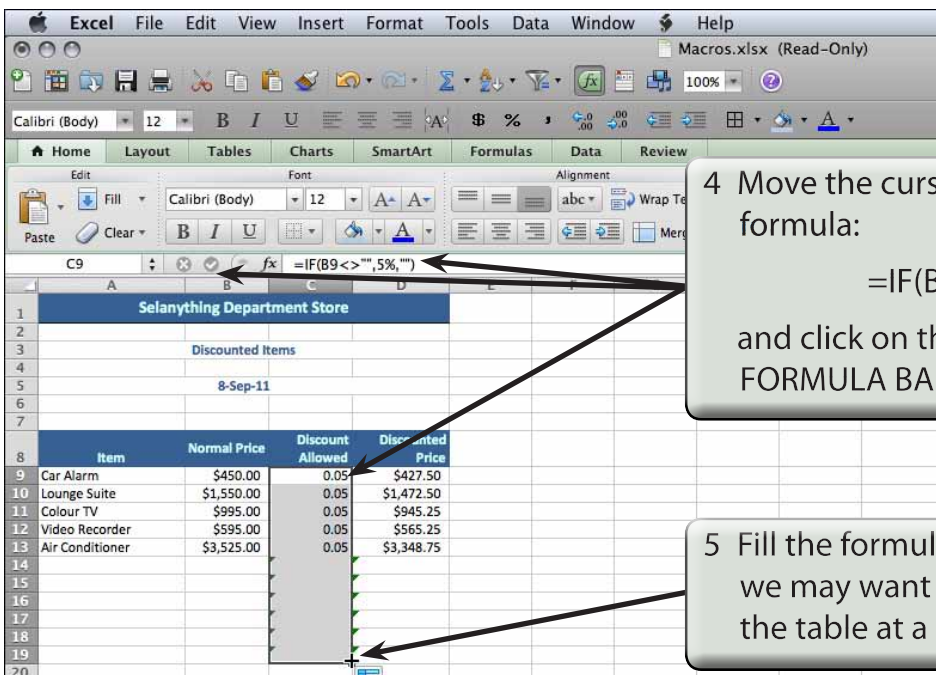 Excel File Edit View Insert Format Tools Data Window Help
Macros.xlsx (Read-Only)
100%
Calibri (Body) 12 B I U $ % ,
Home Layout Tables Charts SmartArt Formulas Data Review
Edit Font Alignment
Fill Calibri (Body) 12 A A abc Wrap Te
Paste Clear B I U A Merg
C9 fx =IF(B9<>"",5%,"")
A B C D E F
1 Selanything Department Store
2
3 Discounted Items
4
5 8-Sep-11
6
7
8 Item Normal Price Discount Allowed Discounted Price
9 Car Alarm $450.00 0.05 $427.50
10 Lounge Suite $1,550.00 0.05 $1,472.50
11 Colour TV $995.00 0.05 $945.25
12 Video Recorder $595.00 0.05 $565.25
13 Air Conditioner $3,525.00 0.05 $3,348.75
14
15
16
17
18
19
20
4 Move the curs
formula:
=IF(B
and click on th
FORMULA BA
5 Fill the formul
we may want
the table at a